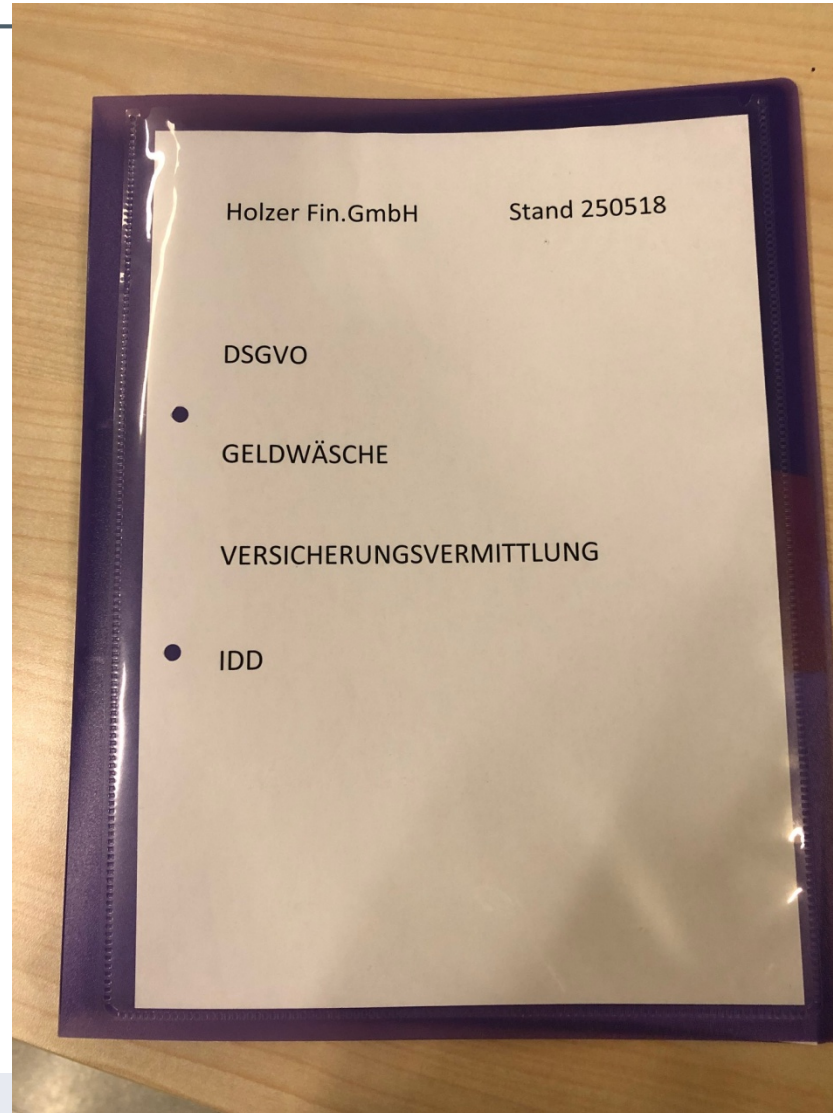 Holzer Fin.GmbH Stand 250518
DSGVO
GELDWÄSCHE
VERSICHERUNGSVERMITTLUNG
IDD